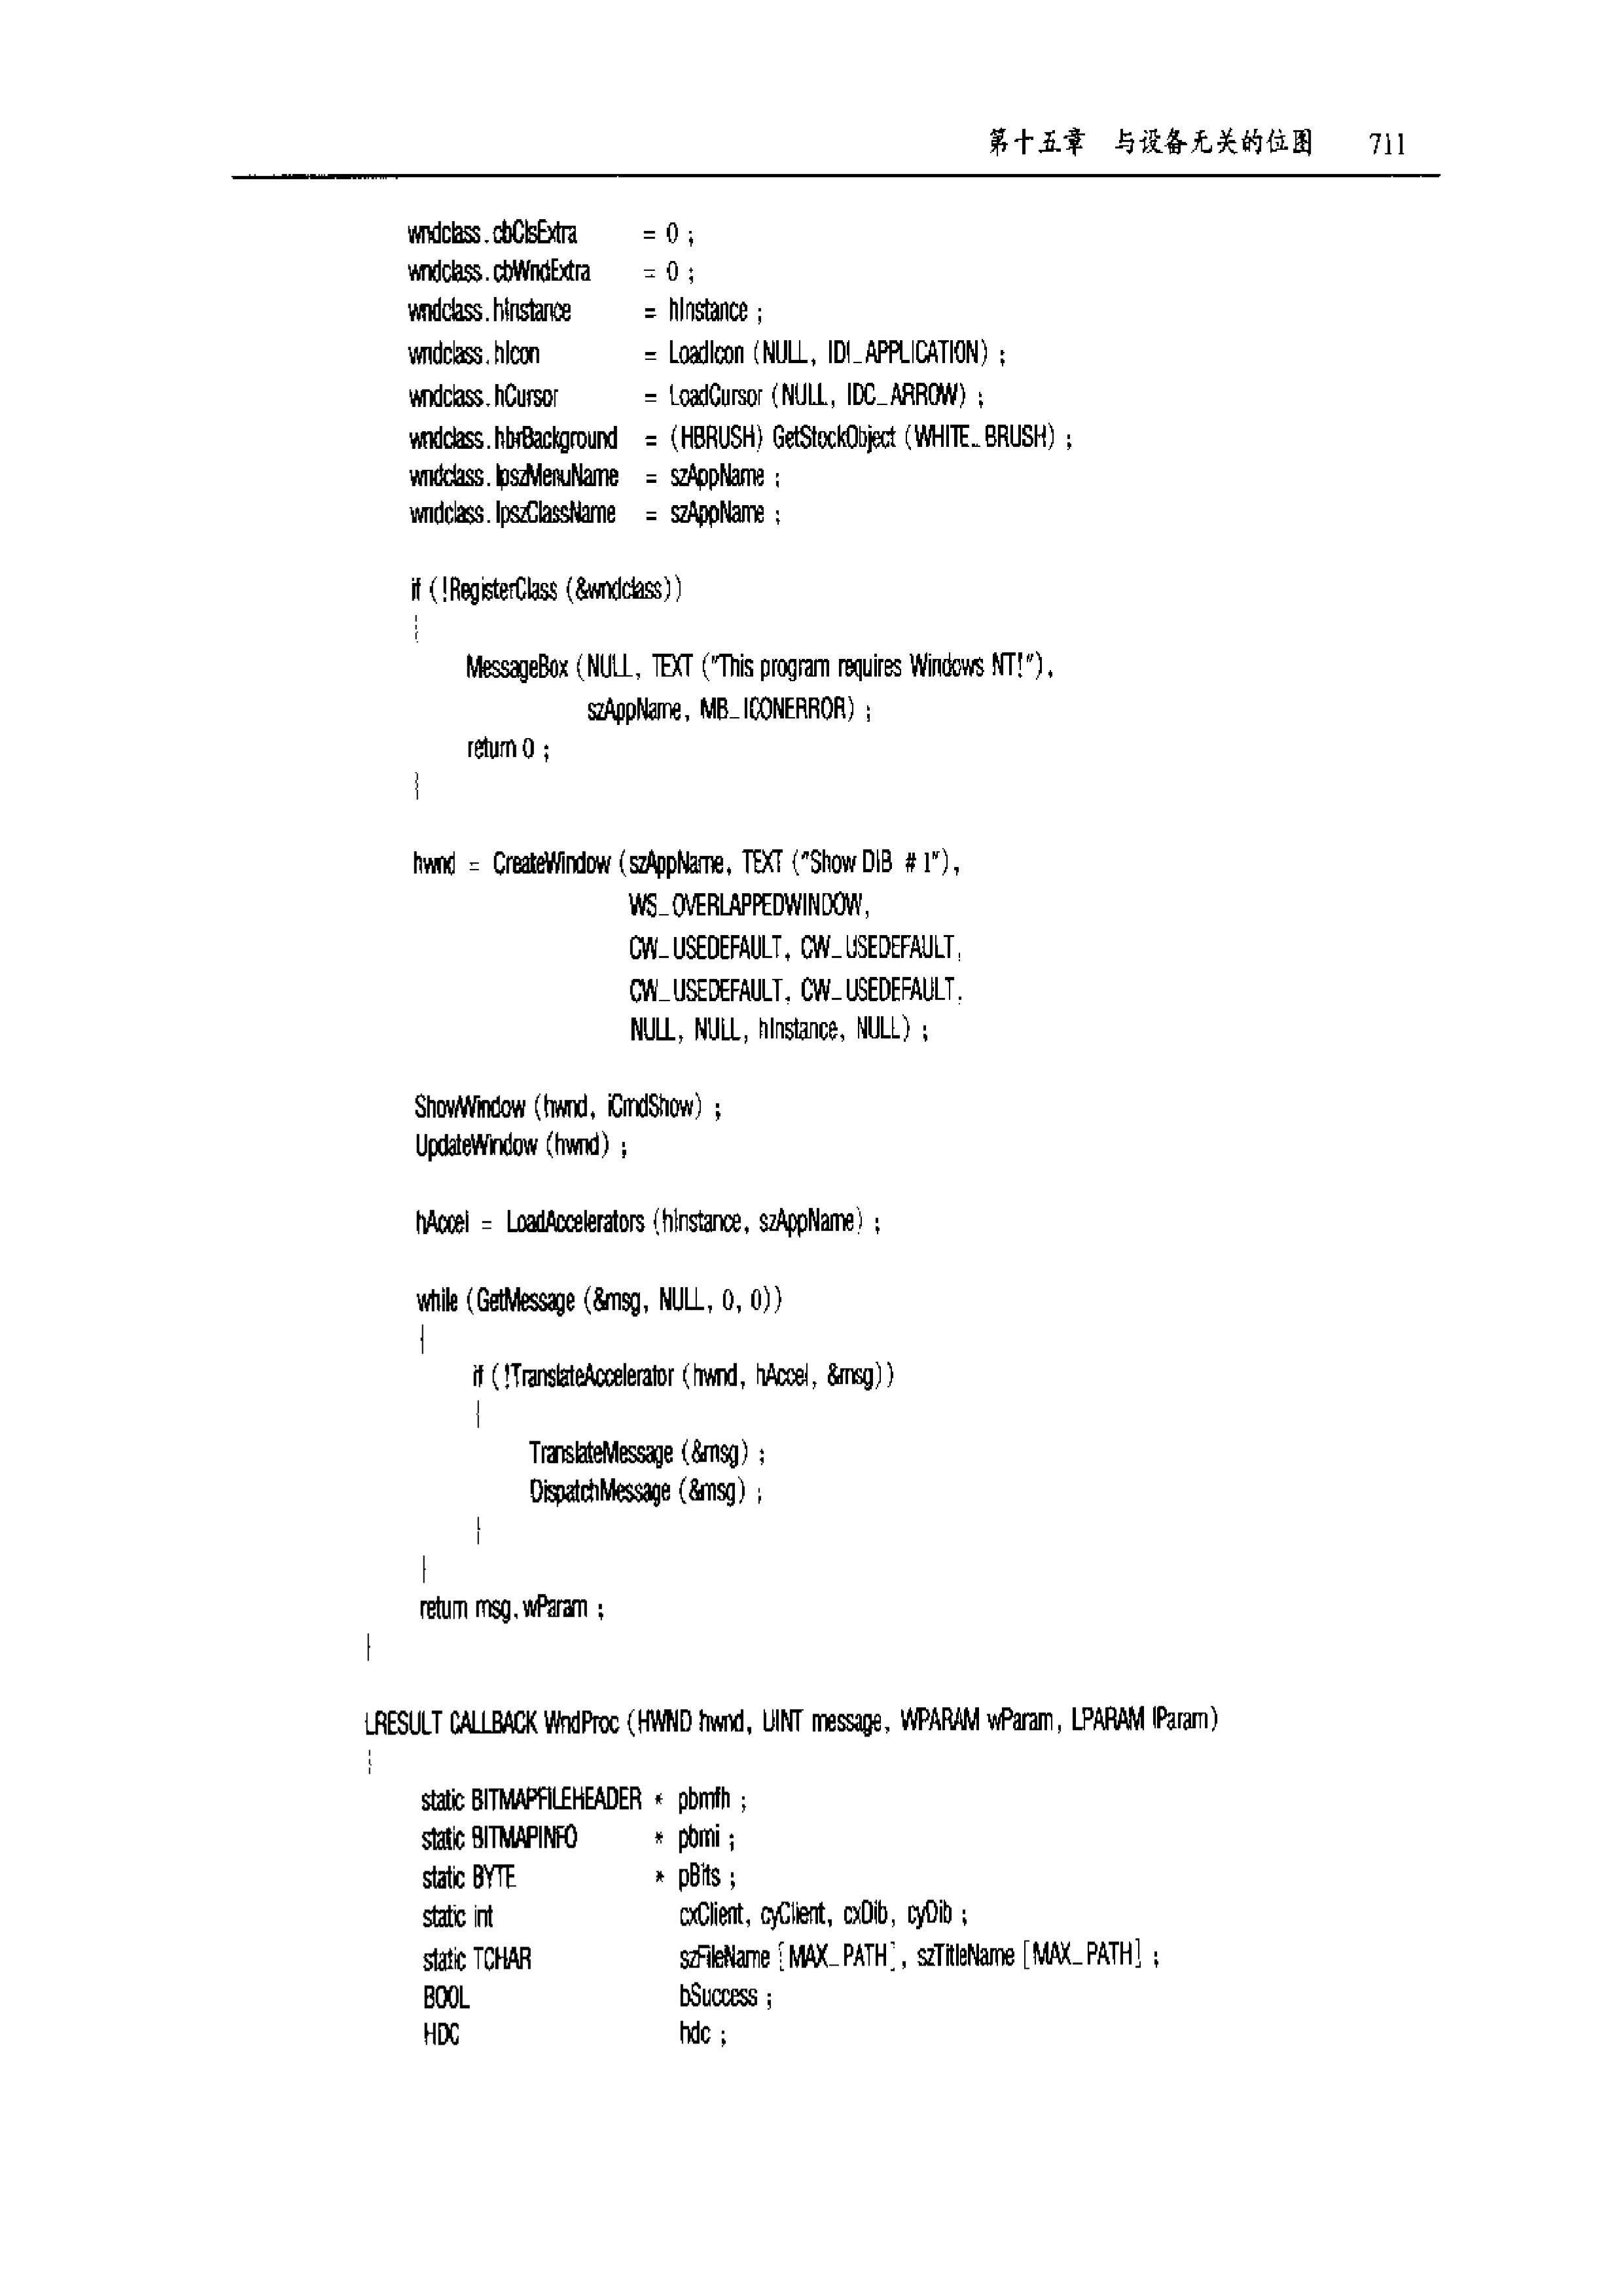 第十五章 与设备无关的位图 711
wndclass.cbClsExtra = 0 ;
wndclass.cbWndExtra = 0 ;
wndclass.hInstance = hInstance ;
wndclass.hIcon = LoadIcon (NULL, IDI_APPLICATION) ;
wndclass.hCursor = LoadCursor (NULL, IDC_ARROW) ;
wndclass.hbrBackground = (HBRUSH) GetStockObject (WHITE_BRUSH) ;
wndclass.lpszMenuName = szAppName ;
wndclass.lpszClassName = szAppName ;
if (!RegisterClass (&wndclass))
{
MessageBox (NULL, TEXT ("This program requires Windows NT!"),
szAppName, MB_ICONERROR) ;
return 0 ;
}
hwnd = CreateWindow (szAppName, TEXT ("Show DIB # 1"),
WS_OVERLAPPEDWINDOW,
CW_USEDEFAULT, CW_USEDEFAULT,
CW_USEDEFAULT, CW_USEDEFAULT,
NULL, NULL, hInstance, NULL) ;
ShowWindow (hwnd, iCmdShow) ;
UpdateWindow (hwnd) ;
hAccel = LoadAccelerators (hInstance, szAppName) ;
while (GetMessage (&msg, NULL, 0, 0))
{
if (!TranslateAccelerator (hwnd, hAccel, &msg))
{
TranslateMessage (&msg) ;
DispatchMessage (&msg) ;
}
}
return msg.wParam ;
}
LRESULT CALLBACK WndProc (HWND hwnd, UINT message, WPARAM wParam, LPARAM lParam)
{
static BITMAPFILEHEADER * pbmfh ;
static BITMAPINFO * pbmi ;
static BYTE * pBits ;
static int cxClient, cyClient, cxDib, cyDib ;
static TCHAR szFileName [MAX_PATH], szTitleName [MAX_PATH] ;
BOOL bSuccess ;
HDC hdc ;